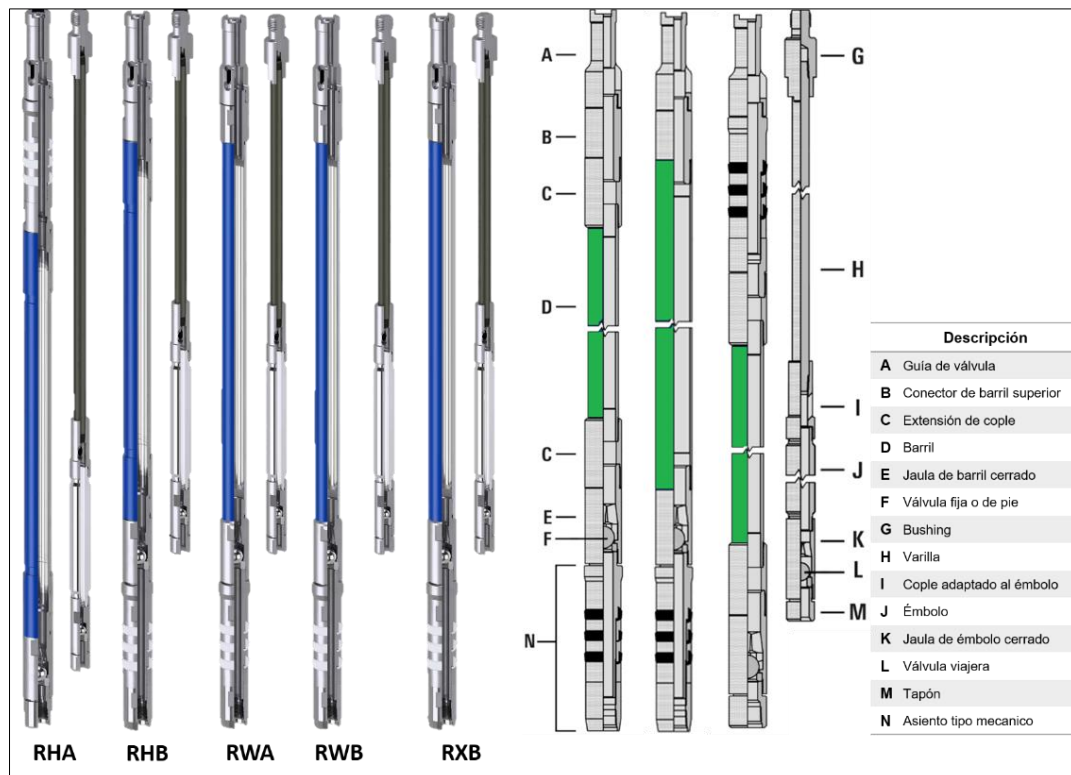 A
B
C
D
C
E
F
N
G
H
I
J
K
L
M
Descripción
A Guía de válvula
B Conector de barril superior
C Extensión de cople
D Barril
E Jaula de barril cerrado
F Válvula fija o de pie
G Bushing
H Varilla
I Cople adaptado al émbolo
J Émbolo
K Jaula de émbolo cerrado
L Válvula viajera
M Tapón
N Asiento tipo mecanico
RHA RHB RWA RWB RXB